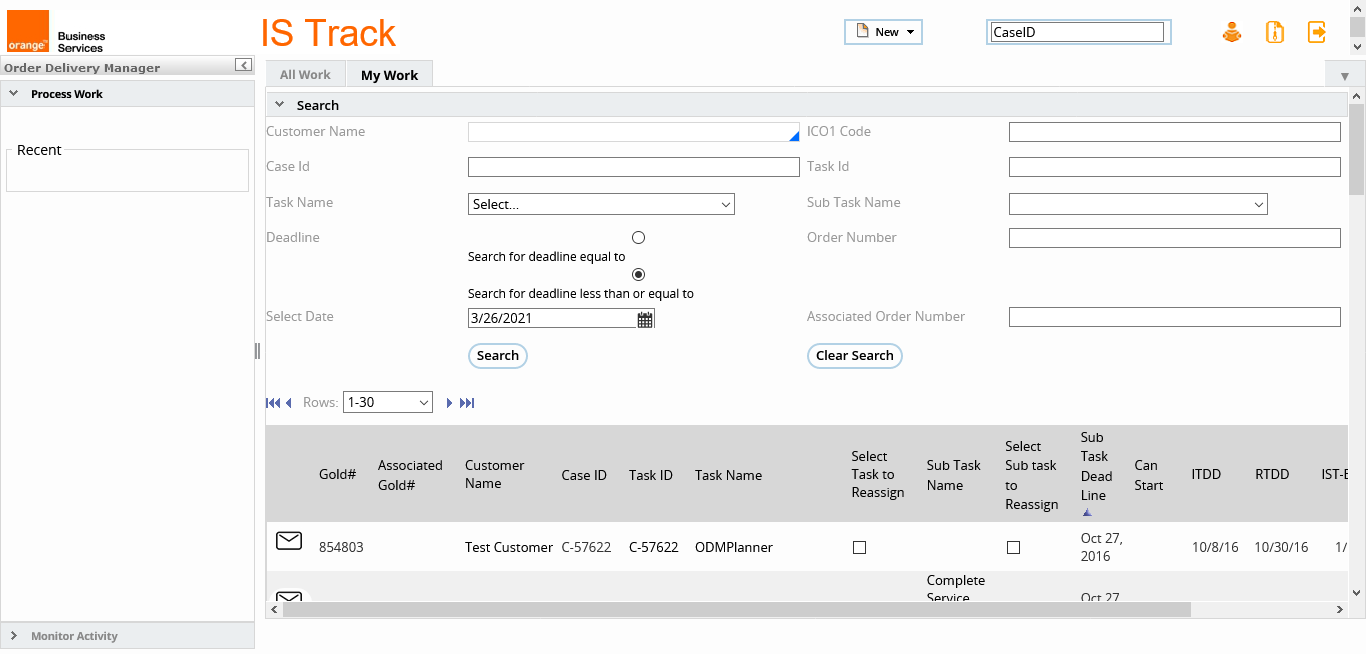 orange™
Business
Services
IS Track
New
CaseID
Order Delivery Manager
All Work
My Work
Process Work
Search
Recent
Customer Name
ICO1 Code
Case Id
Task Id
Task Name
Select...
Sub Task Name
Deadline
Order Number
Search for deadline equal to
Search for deadline less than or equal to
Select Date
3/26/2021
Associated Order Number
Search
Clear Search
Rows: 1-30
Gold#
Associated
Gold#
Customer
Name
Case ID
Task ID
Task Name
Select
Task to
Reassign
Sub Task
Name
Select
Sub task
to
Reassign
Sub
Task
Dead
Line
Can
Start
ITDD
RTDD
IST-E
854803
Test Customer
C-57622
C-57622
ODMPlanner
Oct 27,
2016
10/8/16
10/30/16
1/
Complete
Service
Oct 27
Monitor Activity